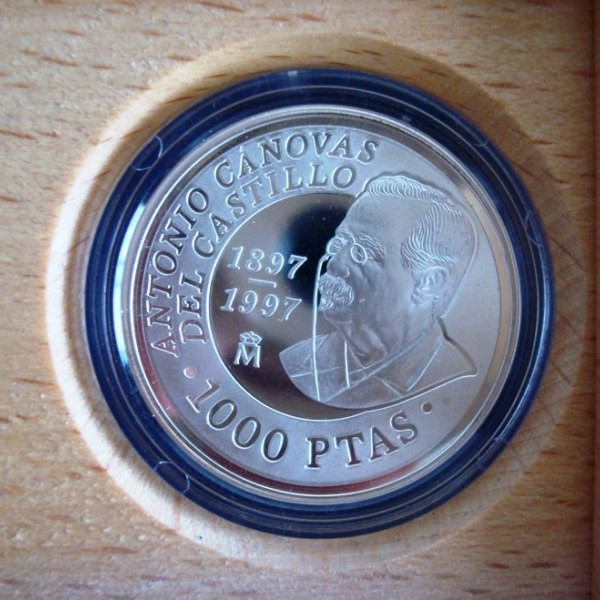 ANTONIO CÁNOVAS
DEL CASTILLO
1897
1997
M
· 1000 PTAS ·